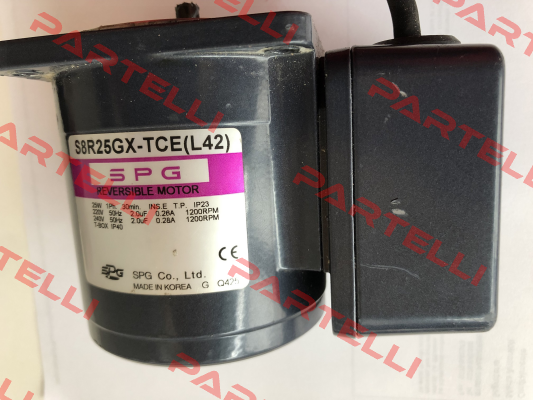 S8R25GX-TCE(L42)
SPG
REVERSIBLE MOTOR
25W 1Ph 30min. INS.E T.P. IP23
220V 50Hz 2.0uF 0.26A 1200RPM
240V 50Hz 2.0uF 0.28A 1200RPM
T-BOX IP40
CE
SPG SPG Co., Ltd.
MADE IN KOREA G Q425
PARTELLI
PARTELLI
PARTELLI
PARTELLI